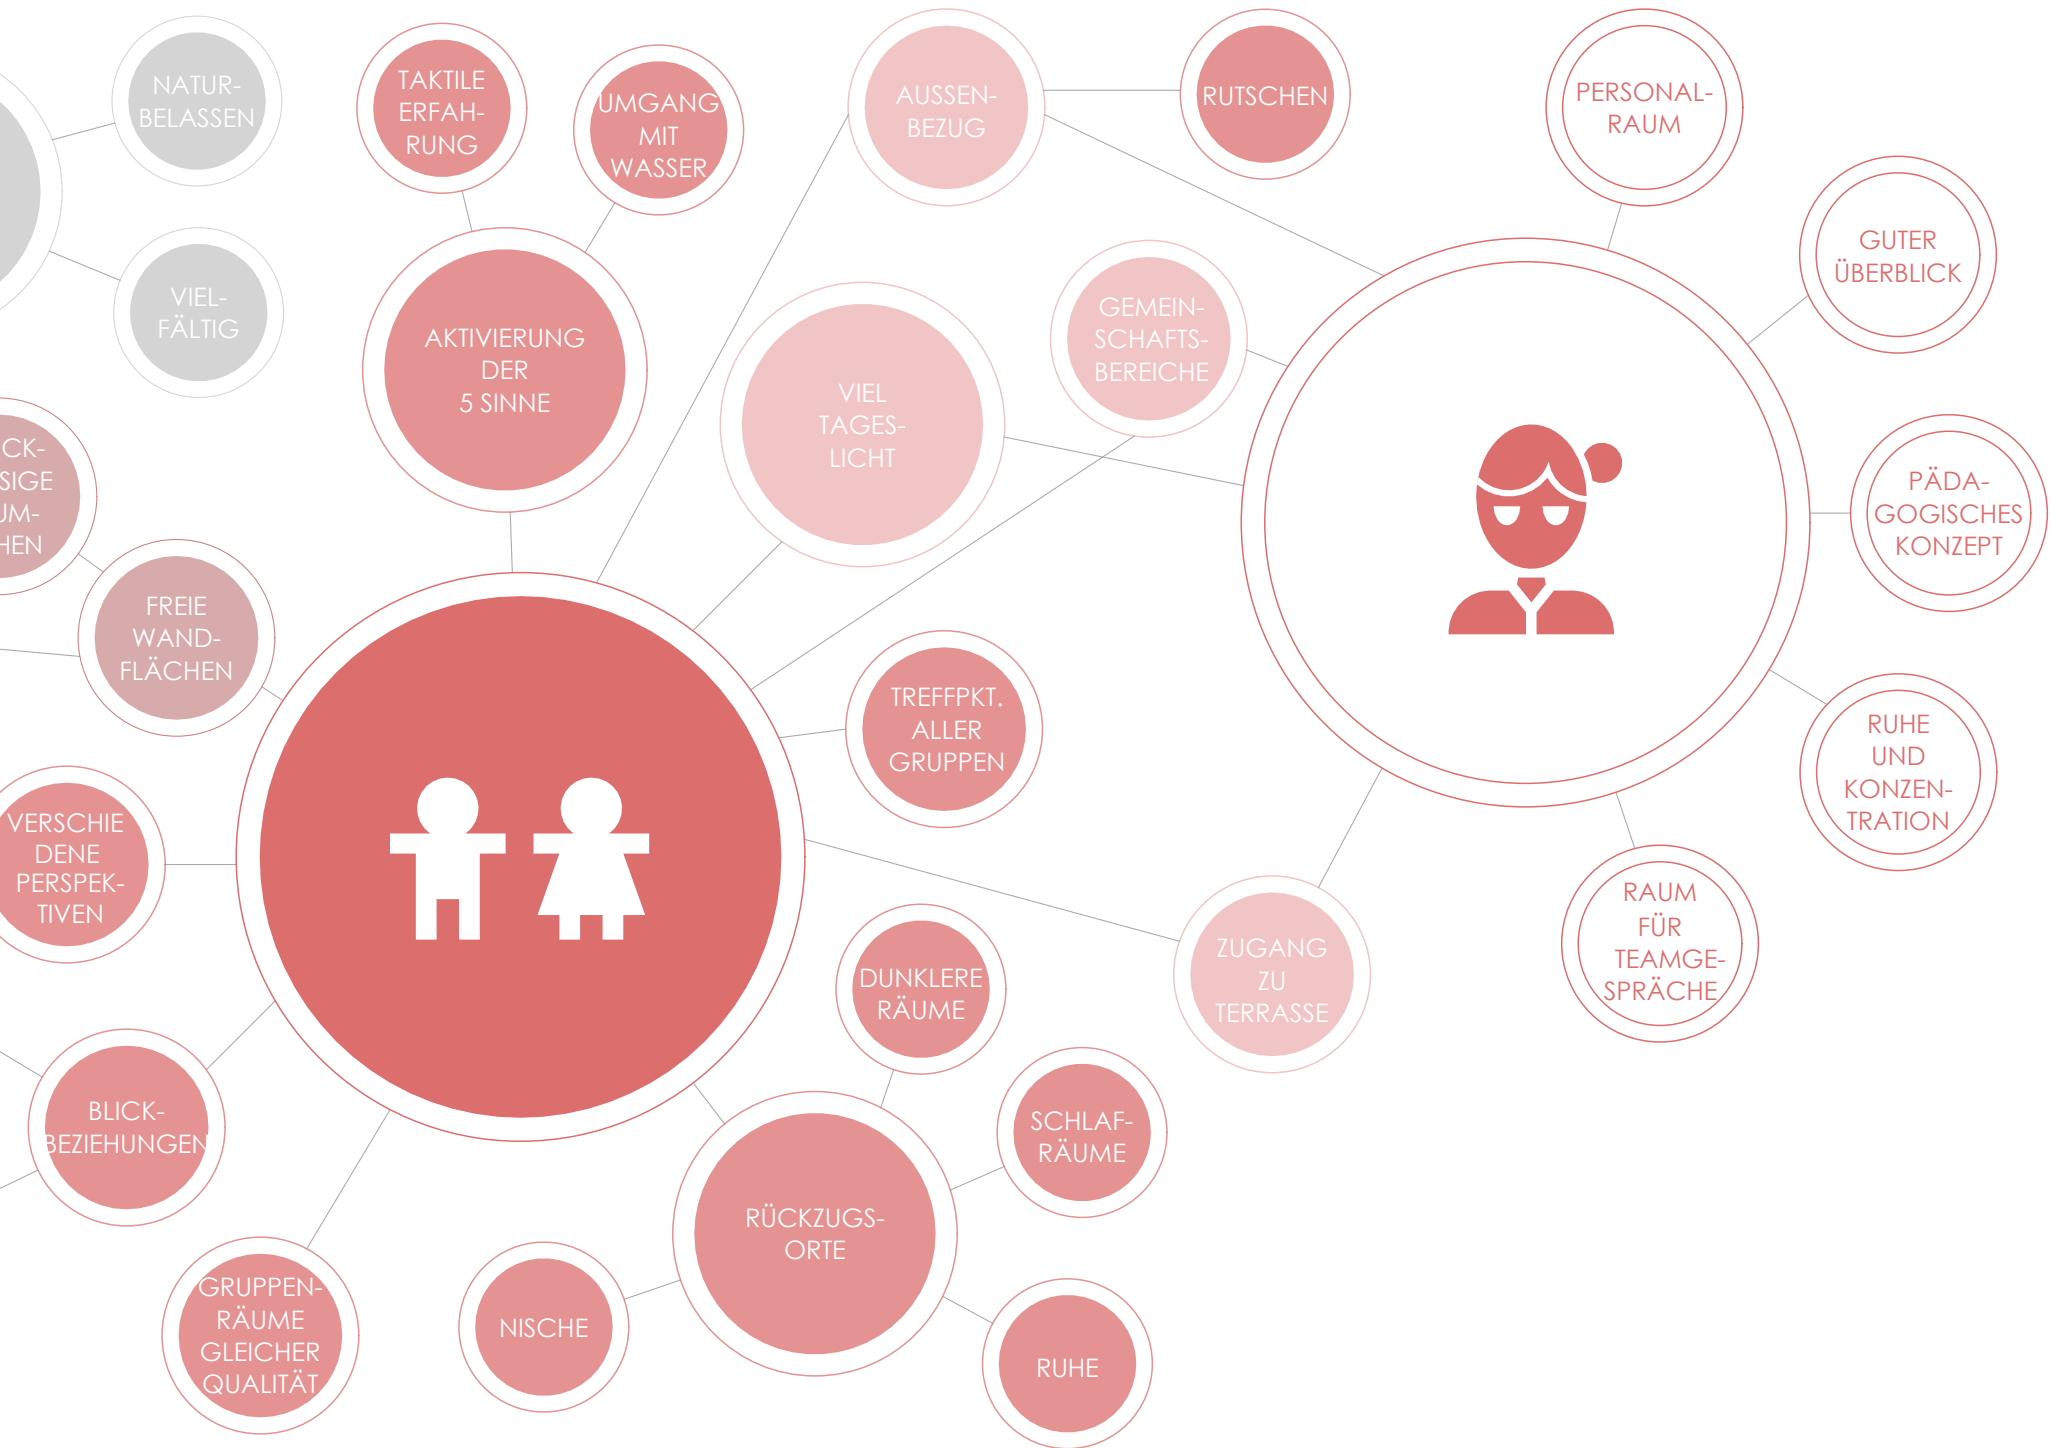 NATUR-
BELASSEN
VIEL-
FÄLTIG
TAKTILE
ERFAH-
RUNG
UMGANG
MIT
WASSER
AKTIVIERUNG
DER
5 SINNE
AUSSEN-
BEZUG
RUTSCHEN
VIEL
TAGES-
LICHT
GEMEIN-
SCHAFTS-
BEREICHE
PERSONAL-
RAUM
GUTER
ÜBERBLICK
PÄDA-
GOGISCHES
KONZEPT
RUHE
UND
KONZEN-
TRATION
RAUM
FÜR
TEAMGE-
SPRÄCHE
FREIE
WAND-
FLÄCHEN
TREFFPKT.
ALLER
GRUPPEN
VERSCHIE
DENE
PERSPEK-
TIVEN
ZUGANG
ZU
TERRASSE
DUNKLERE
RÄUME
SCHLAF-
RÄUME
BLICK-
BEZIEHUNGEN
RÜCKZUGS-
ORTE
NISCHE
RUHE
GRUPPEN-
RÄUME
GLEICHER
QUALITÄT